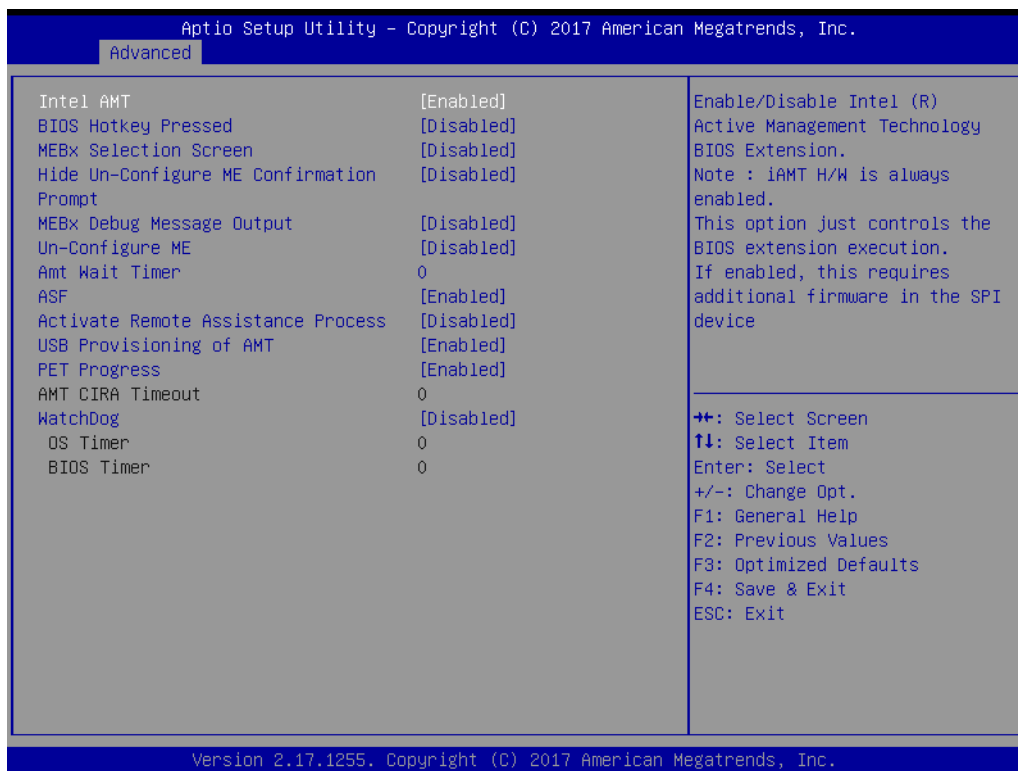 Aptio Setup Utility – Copyright (C) 2017 American Megatrends, Inc.
Advanced
Intel AMT [Enabled]
BIOS Hotkey Pressed [Disabled]
MEBx Selection Screen [Disabled]
Hide Un-Configure ME Confirmation [Disabled]
Prompt
MEBx Debug Message Output [Disabled]
Un-Configure ME [Disabled]
Amt Wait Timer 0
ASF [Enabled]
Activate Remote Assistance Process [Disabled]
USB Provisioning of AMT [Enabled]
PET Progress [Enabled]
AMT CIRA Timeout 0
WatchDog [Disabled]
OS Timer 0
BIOS Timer 0
Enable/Disable Intel (R)
Active Management Technology
BIOS Extension.
Note : iAMT H/W is always
enabled.
This option just controls the
BIOS extension execution.
If enabled, this requires
additional firmware in the SPI
device
→←: Select Screen
↑↓: Select Item
Enter: Select
+/-: Change Opt.
F1: General Help
F2: Previous Values
F3: Optimized Defaults
F4: Save & Exit
ESC: Exit
Version 2.17.1255. Copyright (C) 2017 American Megatrends, Inc.